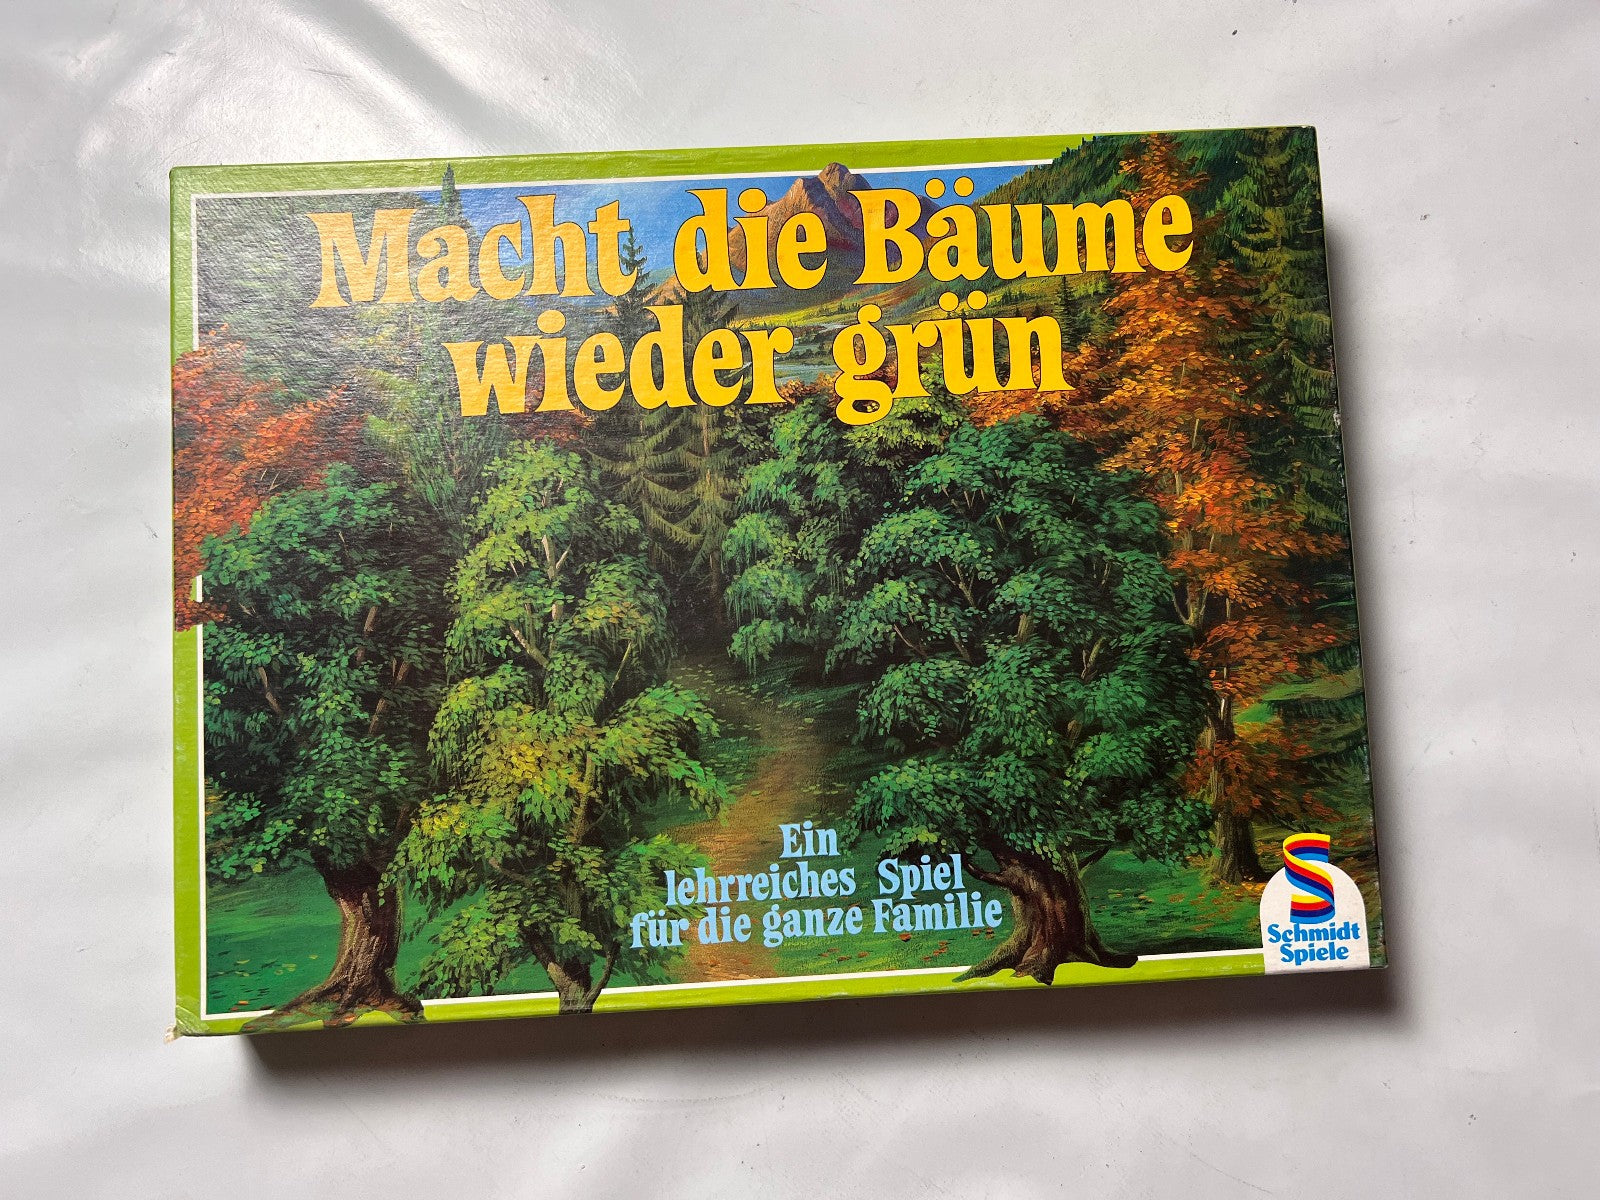 Macht die Bäume
wieder grün
Ein
lehrreiches Spiel
für die ganze Familie
Schmidt
Spiele